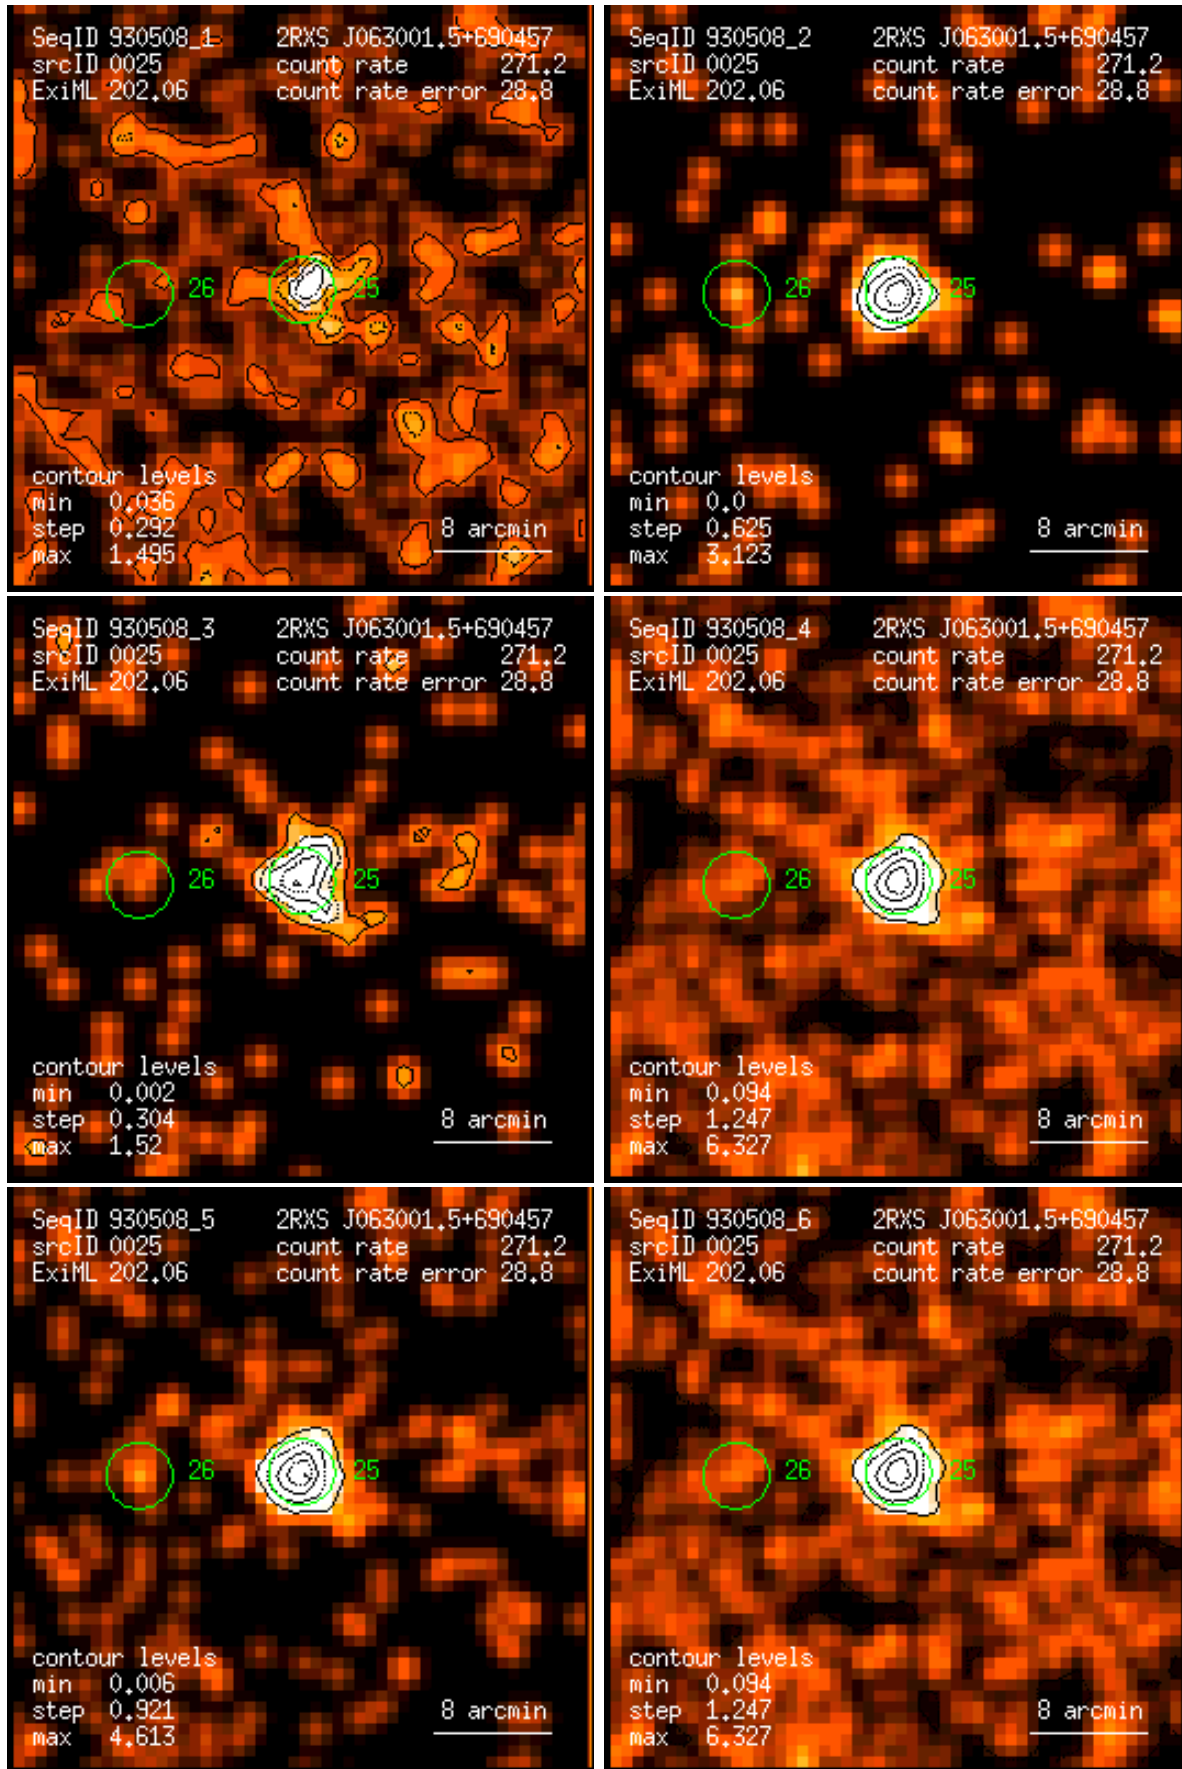 SeqID 930508_1 2RXS J063001.5+690457
srcID 0025 count rate 271.2
ExiML 202.06 count rate error 28.8
26 25
contour levels
min 0.036
step 0.292 8 arcmin
max 1.495
SeqID 930508_2 2RXS J063001.5+690457
srcID 0025 count rate 271.2
ExiML 202.06 count rate error 28.8
26 25
contour levels
min 0.0
step 0.625 8 arcmin
max 3.123
SeqID 930508_3 2RXS J063001.5+690457
srcID 0025 count rate 271.2
ExiML 202.06 count rate error 28.8
26 25
contour levels
min 0.002
step 0.304 8 arcmin
max 1.52
SeqID 930508_4 2RXS J063001.5+690457
srcID 0025 count rate 271.2
ExiML 202.06 count rate error 28.8
26 25
contour levels
min 0.094
step 1.247 8 arcmin
max 6.327
SeqID 930508_5 2RXS J063001.5+690457
srcID 0025 count rate 271.2
ExiML 202.06 count rate error 28.8
26 25
contour levels
min 0.006
step 0.921 8 arcmin
max 4.613
SeqID 930508_6 2RXS J063001.5+690457
srcID 0025 count rate 271.2
ExiML 202.06 count rate error 28.8
26 25
contour levels
min 0.094
step 1.247 8 arcmin
max 6.327